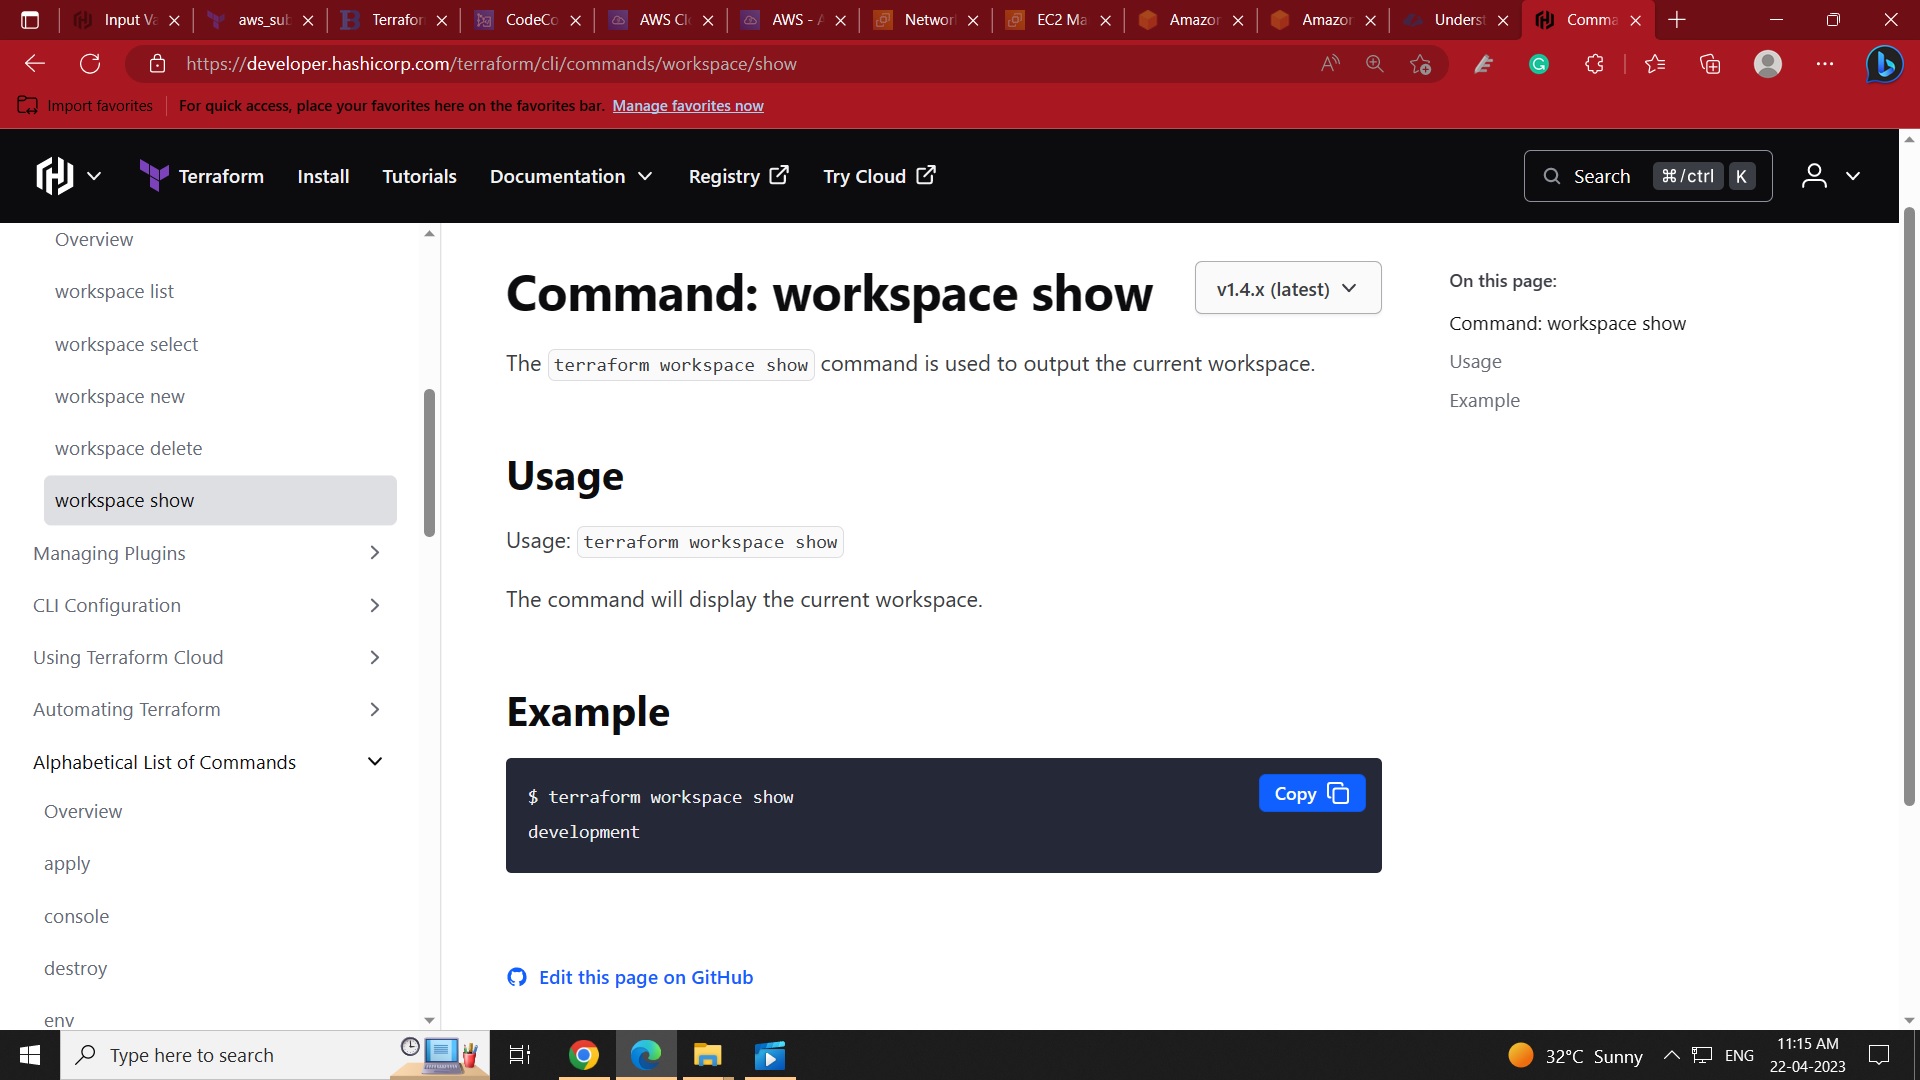 Input Va
aws_sub
Terrafor
CodeCo
AWS Cl
AWS - A
Networ
EC2 Ma
Amazor
Amazor
Underst
Comma
https://developer.hashicorp.com/terraform/cli/commands/workspace/show
Import favorites
For quick access, place your favorites here on the favorites bar. Manage favorites now
Terraform
Install
Tutorials
Documentation
Registry
Try Cloud
Search
⌘/ctrl
K
Overview
workspace list
workspace select
workspace new
workspace delete
workspace show
Managing Plugins
CLI Configuration
Using Terraform Cloud
Automating Terraform
Alphabetical List of Commands
Overview
apply
console
destroy
env
Command: workspace show
v1.4.x (latest)
The terraform workspace show command is used to output the current workspace.
Usage
Usage: terraform workspace show
The command will display the current workspace.
Example
$ terraform workspace show
development
Copy
Edit this page on GitHub
On this page:
Command: workspace show
Usage
Example
Type here to search
32°C Sunny
ENG
11:15 AM
22-04-2023